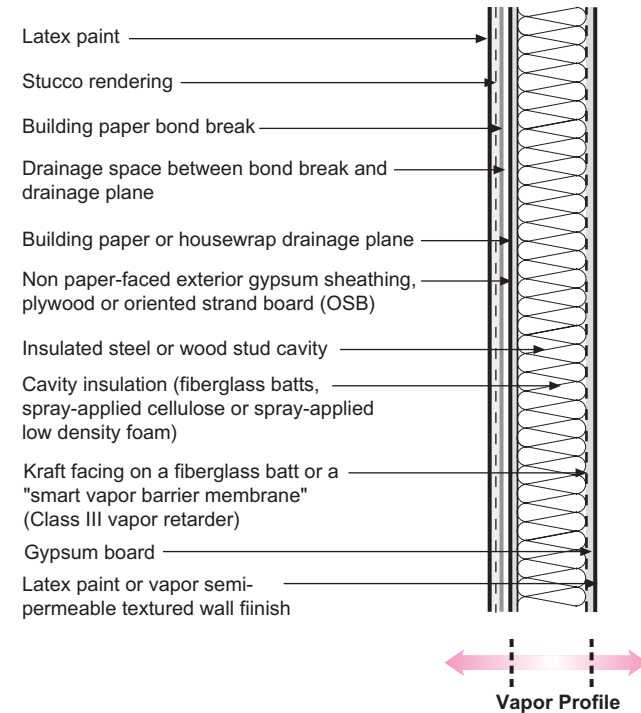 Latex paint
Stucco rendering
Building paper bond break
Drainage space between bond break and
drainage plane
Building paper or housewrap drainage plane
Non paper-faced exterior gypsum sheathing,
plywood or oriented strand board (OSB)
Insulated steel or wood stud cavity
Cavity insulation (fiberglass batts,
spray-applied cellulose or spray-applied
low density foam)
Kraft facing on a fiberglass batt or a
"smart vapor barrier membrane"
(Class III vapor retarder)
Gypsum board
Latex paint or vapor semi-
permeable textured wall fiinish
Vapor Profile